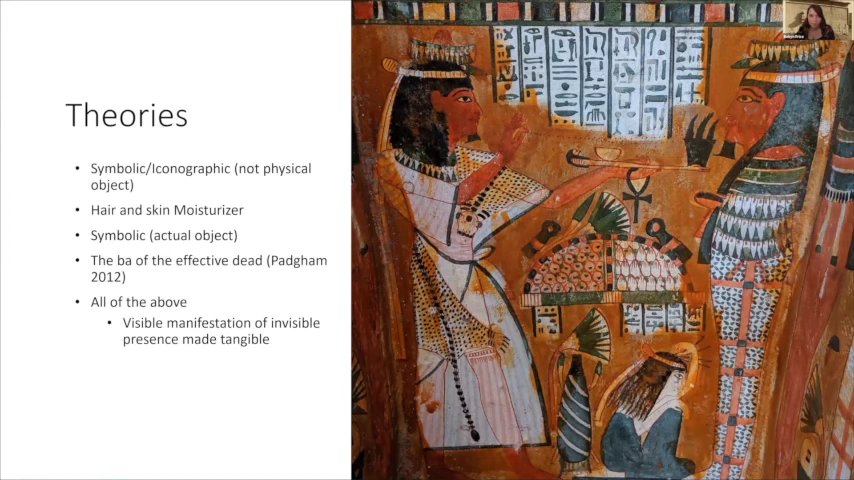 Theories
• Symbolic/Iconographic (not physical
object)
• Hair and skin Moisturizer
• Symbolic (actual object)
• The ba of the effective dead (Padgham
2012)
• All of the above
• Visible manifestation of invisible
presence made tangible